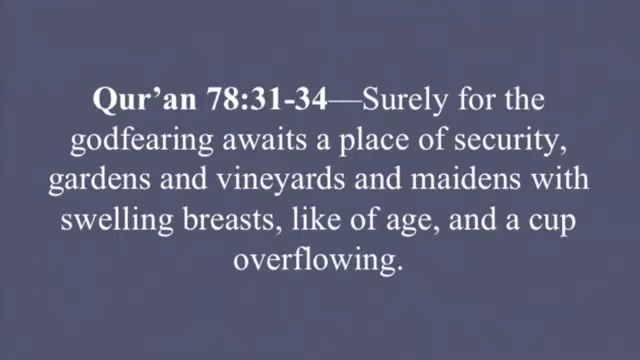 Qur’an 78:31-34—Surely for the
godfearing awaits a place of security,
gardens and vineyards and maidens with
swelling breasts, like of age, and a cup
overflowing.